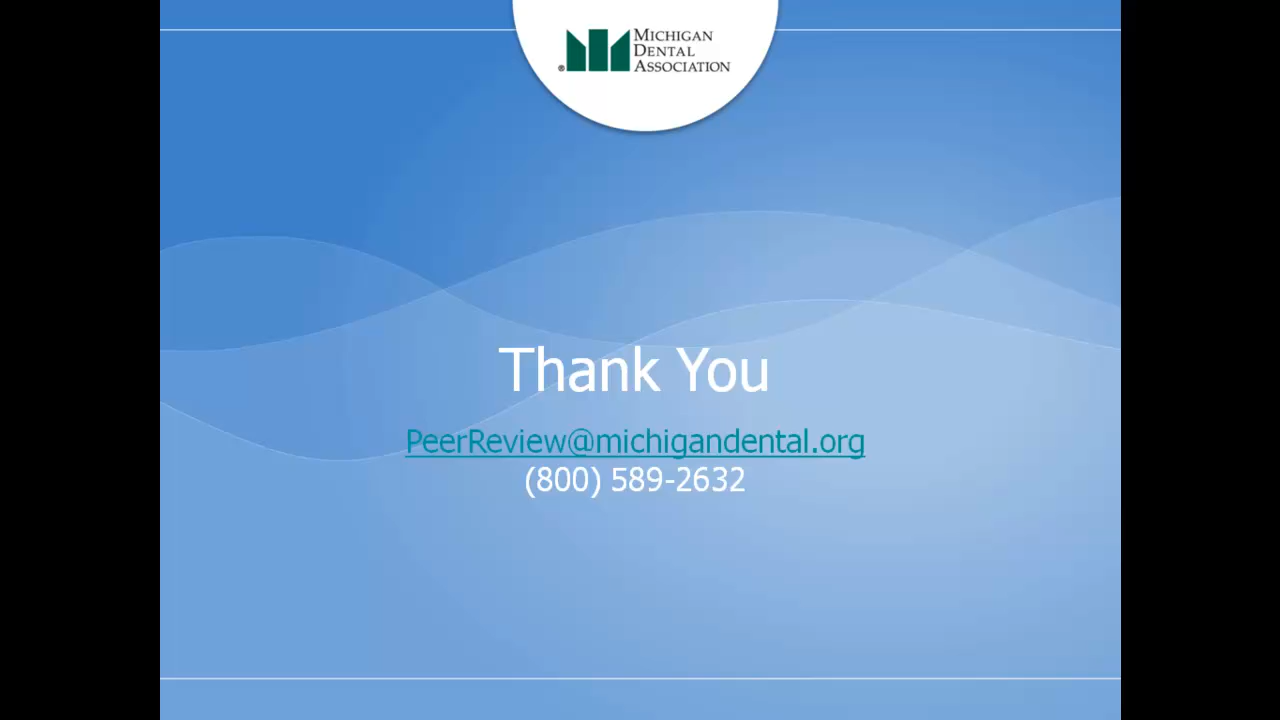 MICHIGAN
DENTAL
® ASSOCIATION
Thank You
PeerReview@michigandental.org
(800) 589-2632